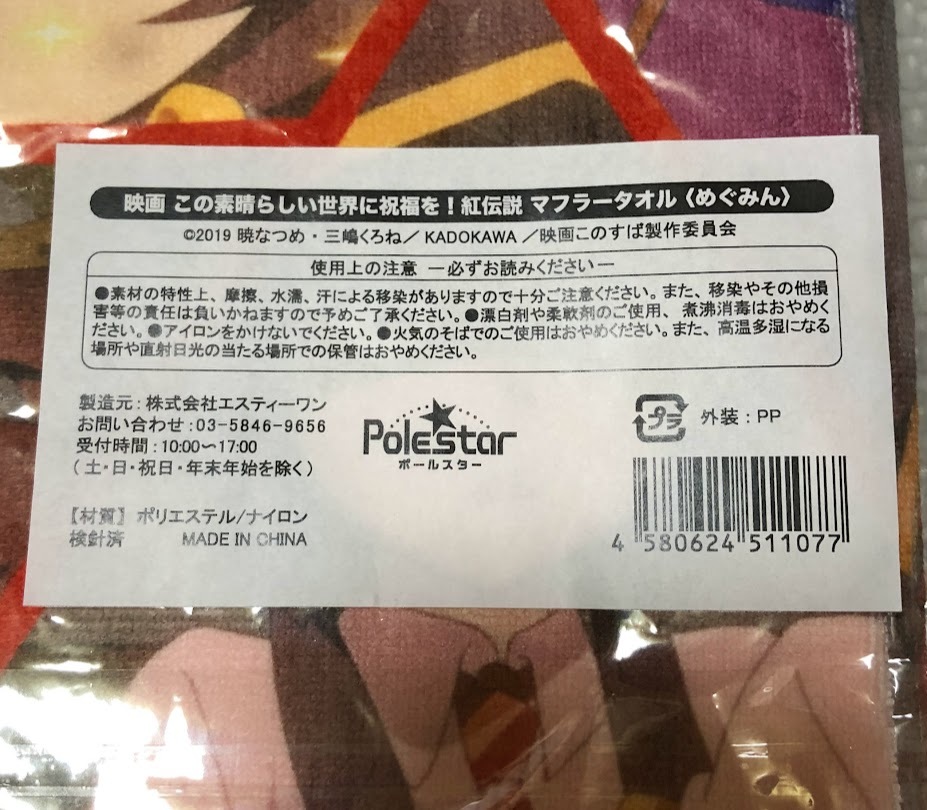 映画 この素晴らしい世界に祝福を!紅伝説 マフラータオル〈めぐみん〉
©2019 暁なつめ・三嶋くろね／KADOKAWA／映画このすば製作委員会
使用上の注意 ー必ずお読みくださいー
●素材の特性上、摩擦、水濡、汗による移染がありますので十分ご注意ください。また、移染やその他損
害等の責任は負いかねますので予めご了承ください。●漂白剤や柔軟剤のご使用、煮沸消毒はおやめく
ださい。●アイロンをかけないでください。●火気のそばでのご使用はおやめください。また、高温多湿になる
場所や直射日光の当たる場所での保管はおやめください。
製造元：株式会社エスティーワン
お問い合わせ：03-5846-9656
受付時間：10:00〜17:00
(土・日・祝日・年末年始を除く)
【材質】 ポリエステル/ナイロン
検針済 MADE IN CHINA
PoleStar
ポールスター
プラ 外装：PP
4 580624 511077